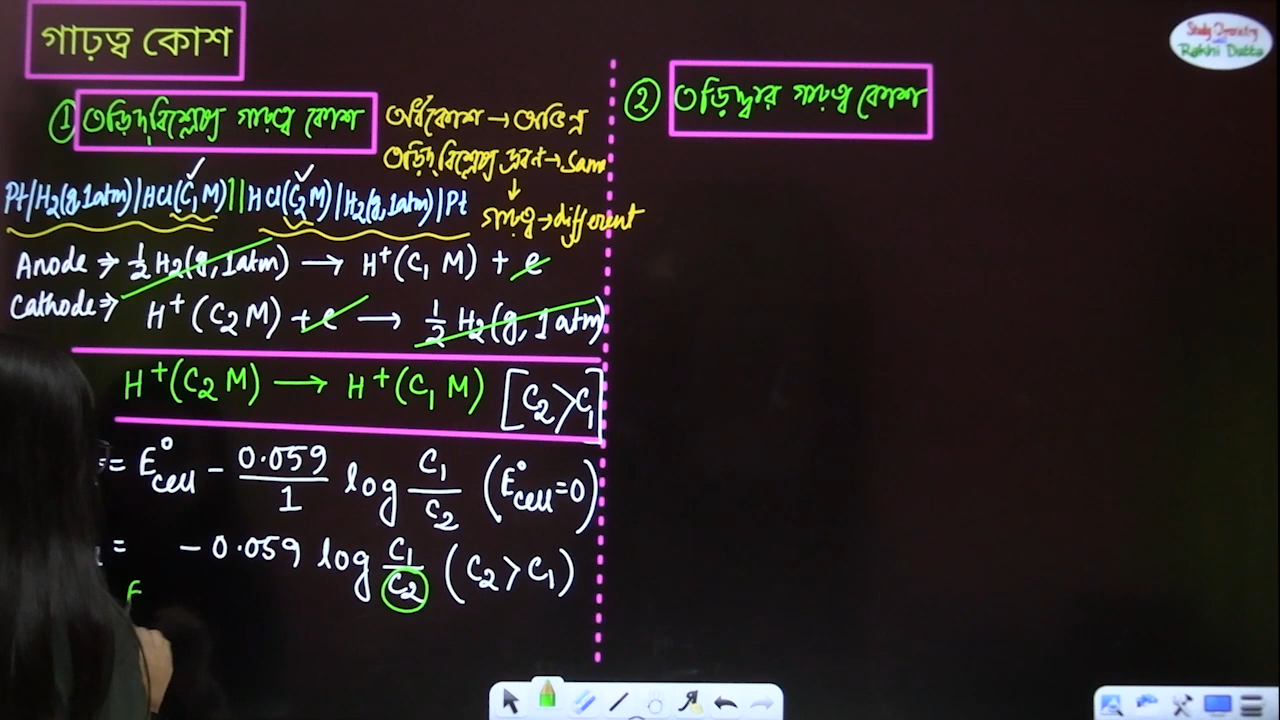 গাঢ়ত্ব কোশ
① তড়িদ্‌বিশ্লেষ্য গাঢ়ত্ব কোশ
অর্ধকোশ → অভিন্ন
তড়িদ্‌বিশ্লেষ্য দ্রবণ → same
↓
গাঢ়ত্ব → different
Pt/H₂(g, 1atm)|HCl(C₁M)||HCl(C₂M)|H₂(g, 1atm)|Pt
Anode ⇒ ½ H₂(g, 1atm) → H⁺(C₁ M) + e
Cathode ⇒ H⁺(C₂ M) + e → ½ H₂(g, 1 atm)
H⁺(C₂ M) → H⁺(C₁ M) [C₂>C₁]
= E°cell - 0.059/1 log C₁/C₂ (E°cell=0)
= - 0.059 log C₁/C₂ (C₂ > C₁)
② তড়িদ্দ্বার গাঢ়ত্ব কোশ
Study Chemistry
with
Rakhi Dutta